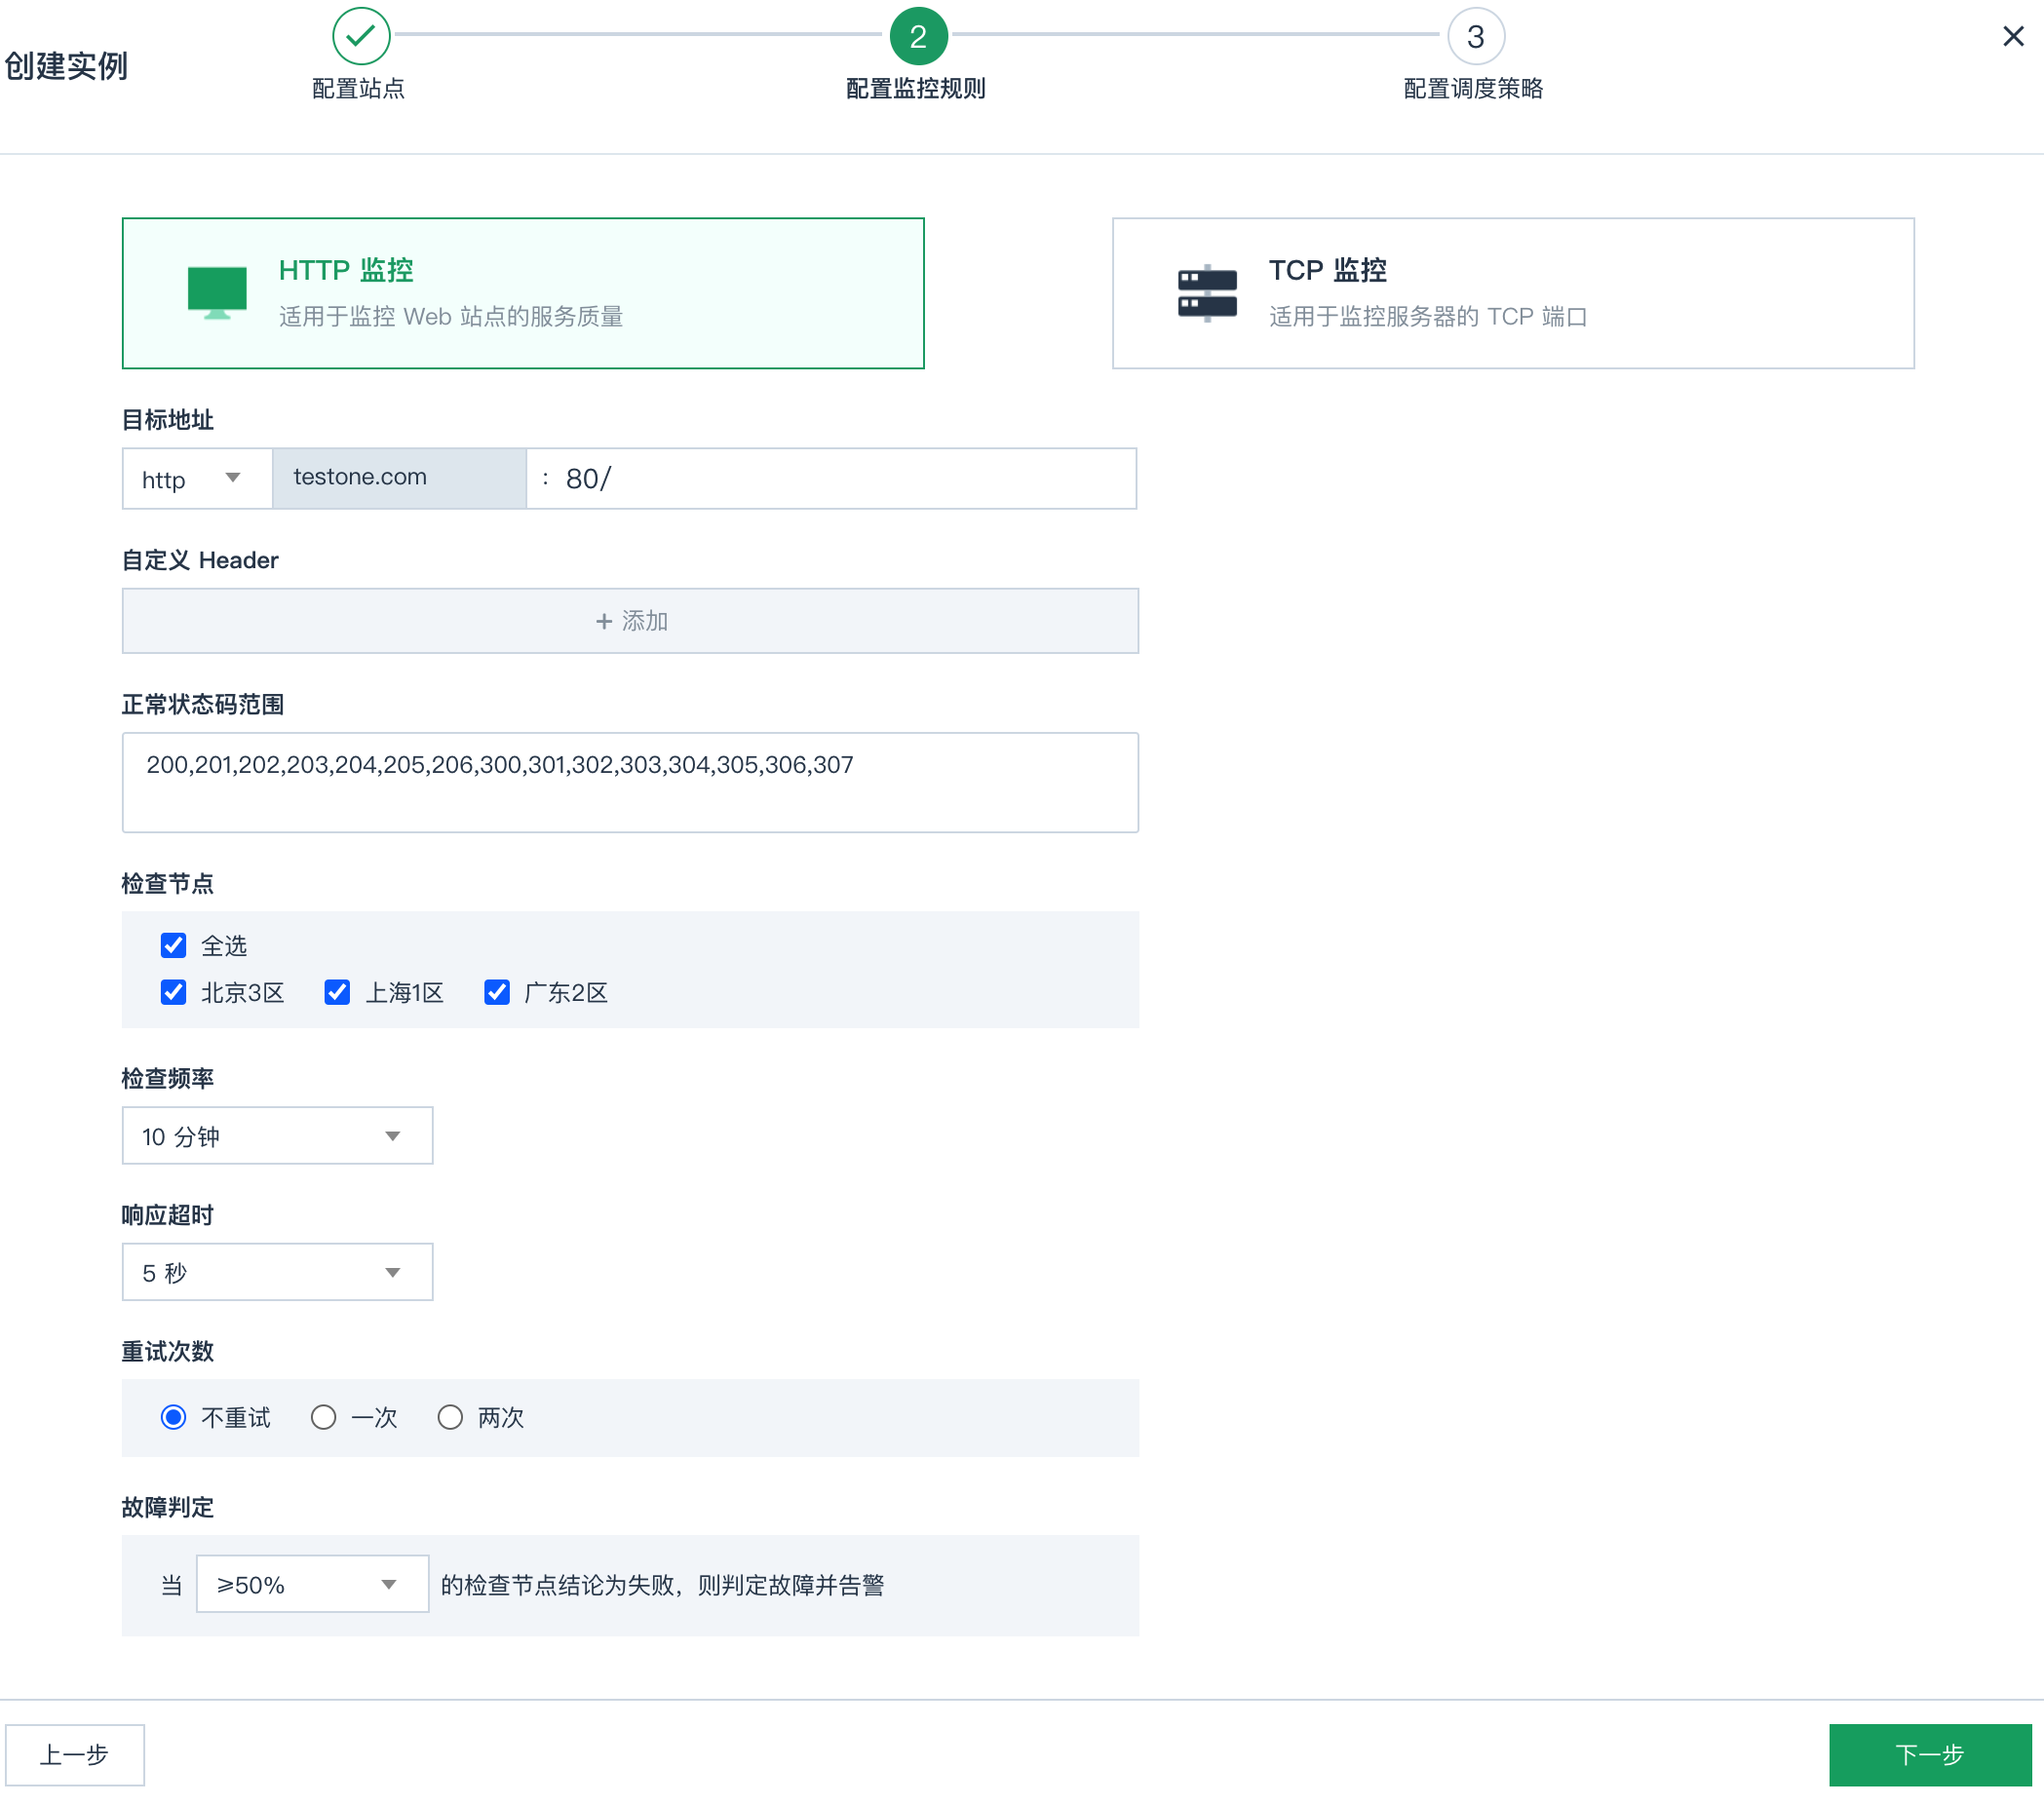 创建实例
配置站点
2
配置监控规则
3
配置调度策略
HTTP 监控
适用于监控 Web 站点的服务质量
TCP 监控
适用于监控服务器的 TCP 端口
目标地址
http testone.com : 80/
自定义 Header
+ 添加
正常状态码范围
200,201,202,203,204,205,206,300,301,302,303,304,305,306,307
检查节点
全选
北京3区 上海1区 广东2区
检查频率
10 分钟
响应超时
5 秒
重试次数
不重试 一次 两次
故障判定
当 ≥50% 的检查节点结论为失败，则判定故障并告警
上一步 下一步